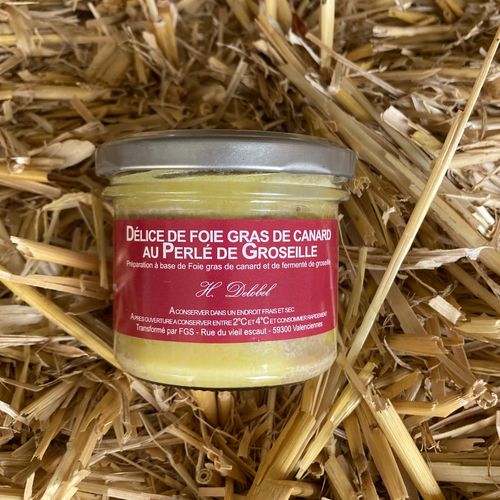 DÉLICE DE FOIE GRAS DE CANARD
AU PERLÉ DE GROSEILLE
Préparation à base de Foie gras de canard et de fermenté de groseille
H. Delobel
A CONSERVER DANS UN ENDROIT FRAIS ET SEC
APRES OUVERTURE A CONSERVER ENTRE 2°C ET 4°C ET CONSOMMER RAPIDEMENT
Transformé par FGS - Rue du vieil escaut - 59300 Valenciennes